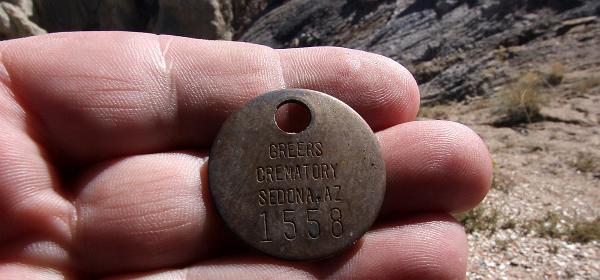 GREERS
CREMATORY
SEDONA, AZ
1558